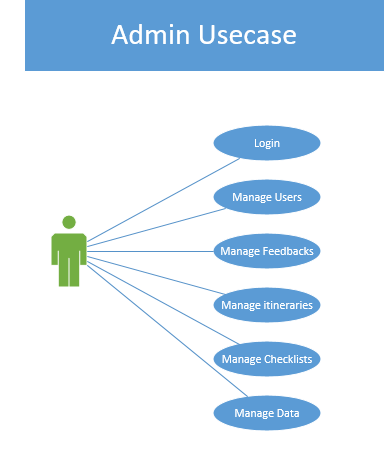 Admin Usecase
Login
Manage Users
Manage Feedbacks
Manage itineraries
Manage Checklists
Manage Data